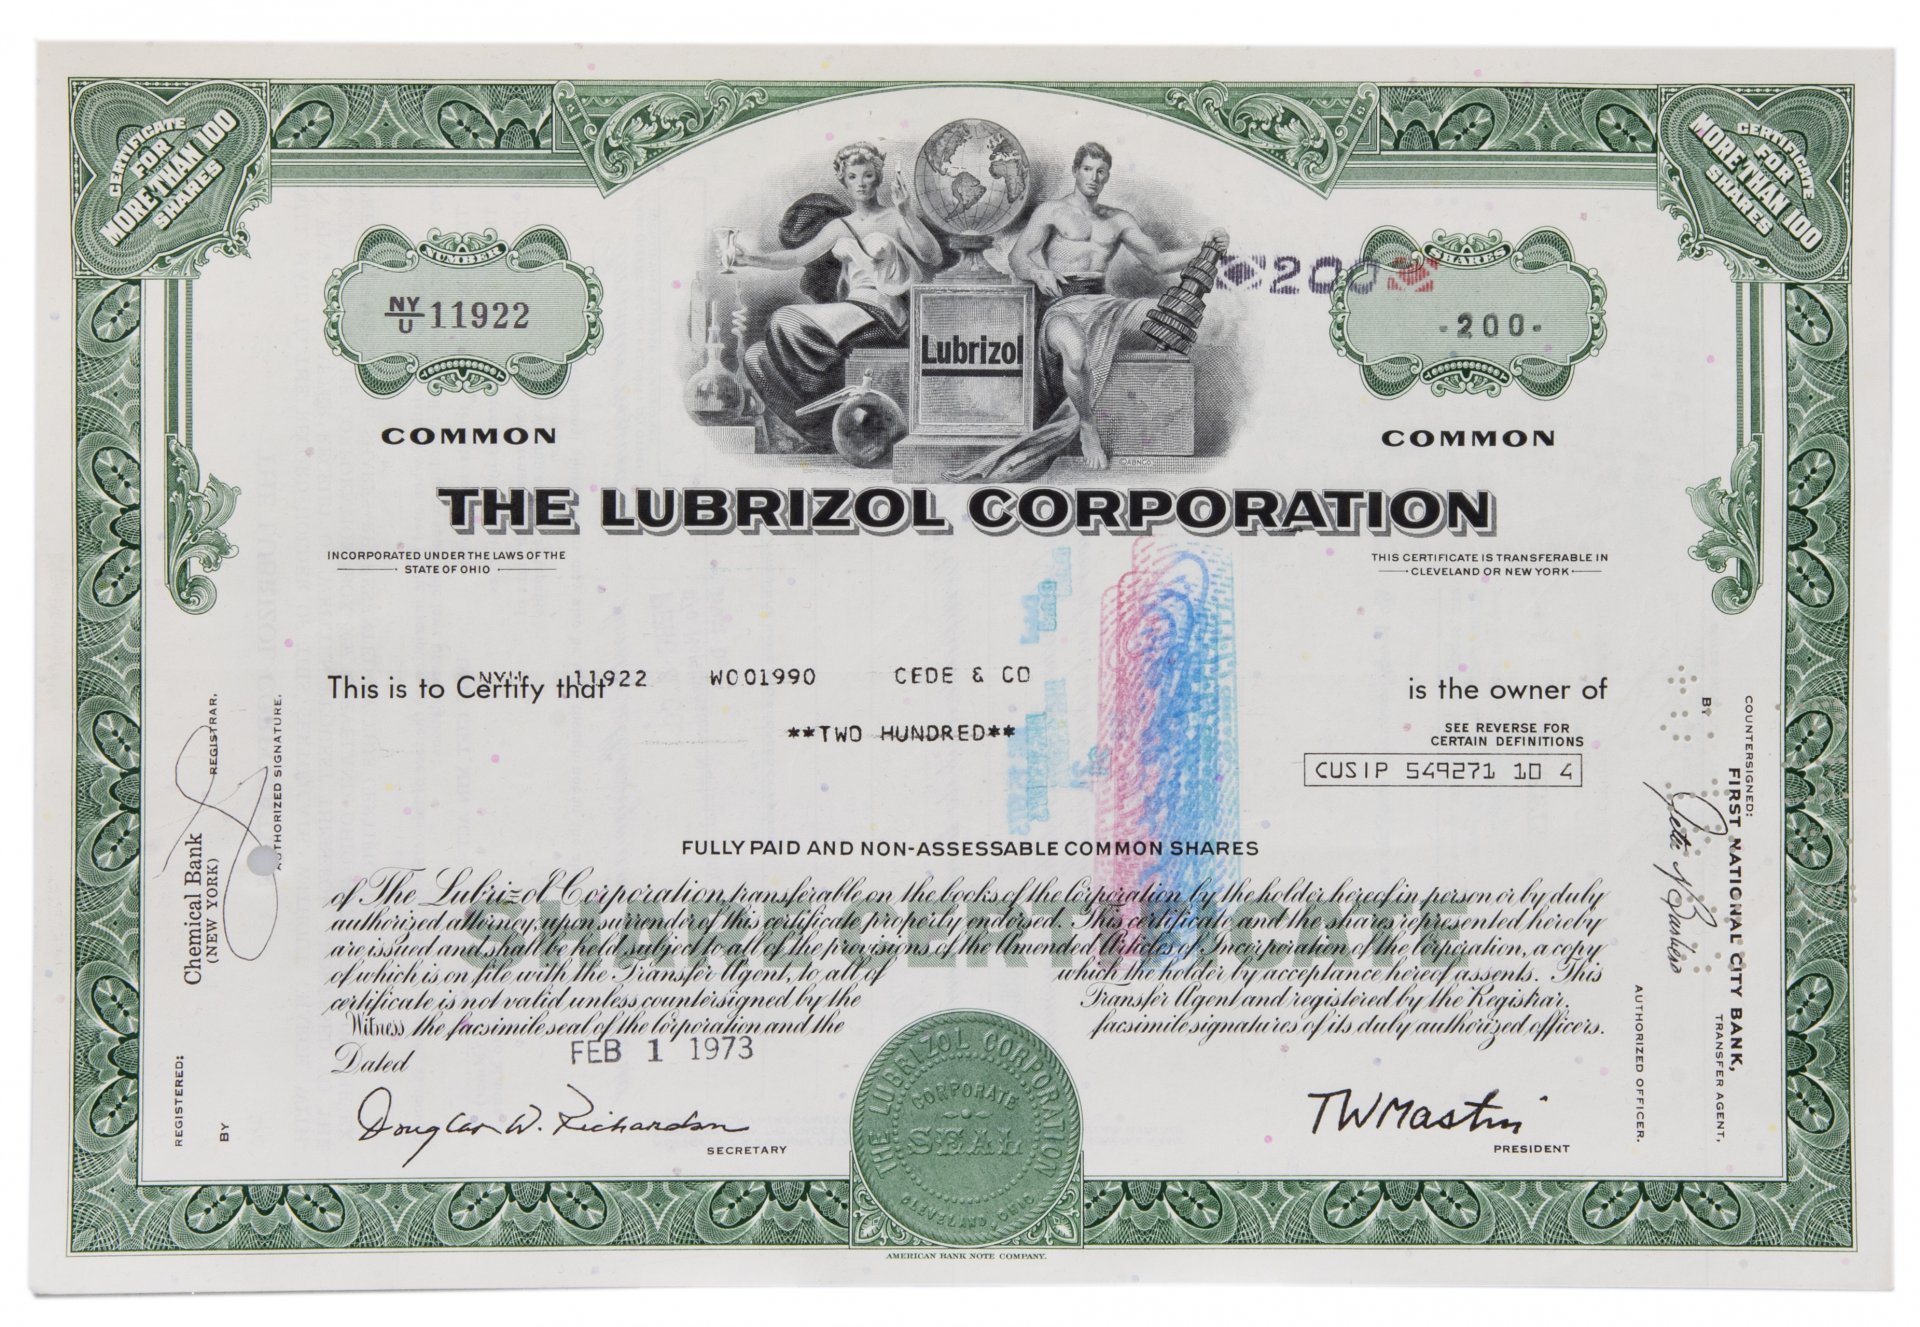 CERTIFICATE
FOR
MORE THAN 100
SHARES
CERTIFICATE
FOR
MORE THAN 100
SHARES
NUMBER
NY
U 11922
COMMON
Lubrizol
©ABNCO
200
SHARES
-200-
COMMON
THE LUBRIZOL CORPORATION
INCORPORATED UNDER THE LAWS OF THE
STATE OF OHIO
THIS CERTIFICATE IS TRANSFERABLE IN
CLEVELAND OR NEW YORK
This is to Certify that 11922 W001990 CEDE & CO is the owner of
**TWO HUNDRED**
SEE REVERSE FOR
CERTAIN DEFINITIONS
CUSIP 549271 10 4
FULLY PAID AND NON-ASSESSABLE COMMON SHARES
of The Lubrizol Corporation, transferable on the books of the Corporation by the holder hereof in person or by duly
authorized attorney, upon surrender of this certificate properly endorsed. This certificate and the shares represented hereby
are issued and shall be held subject to all of the provisions of the Amended Articles of Incorporation of the Corporation, a copy
of which is on file with the Transfer Agent, to all of which the holder by acceptance hereof assents. This
certificate is not valid unless countersigned by the Transfer Agent and registered by the Registrar.
Witness the facsimile seal of the Corporation and the facsimile signatures of its duly authorized officers.
Dated FEB 1 1973
Douglas W. Richardson
SECRETARY
THE LUBRIZOL CORPORATION
CORPORATE
SEAL
CLEVELAND, OHIO
TW Mastin
PRESIDENT
REGISTERED:
Chemical Bank
(NEW YORK)
REGISTRAR.
BY
AUTHORIZED SIGNATURE.
COUNTERSIGNED:
FIRST NATIONAL CITY BANK,
TRANSFER AGENT,
BY
AUTHORIZED OFFICER.
AMERICAN BANK NOTE COMPANY.